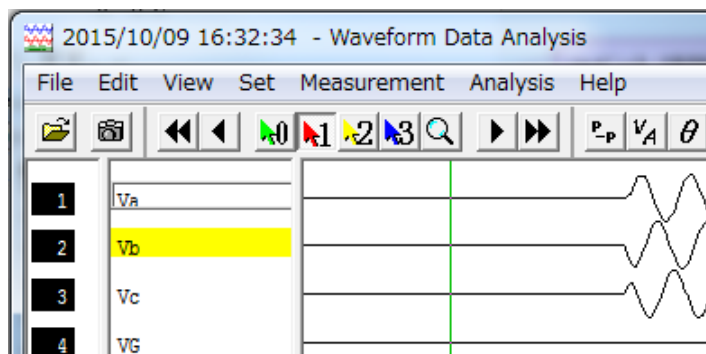 2015/10/09 16:32:34 - Waveform Data Analysis
File Edit View Set Measurement Analysis Help
0 1 2 3 P-P VA θ
1 Va
2 Vb
3 Vc
4 VG